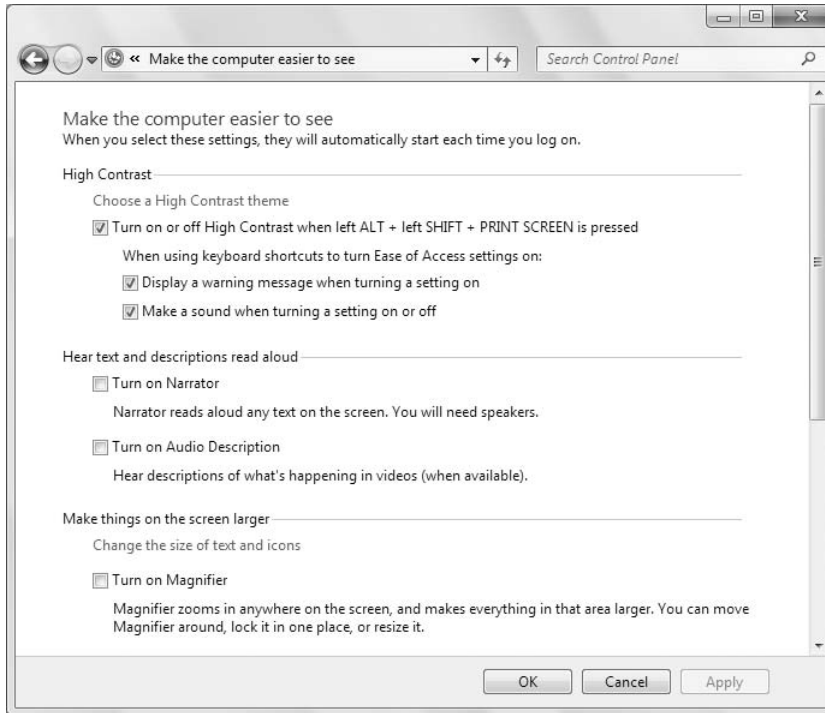 « Make the computer easier to see
Search Control Panel
Make the computer easier to see
When you select these settings, they will automatically start each time you log on.
High Contrast
Choose a High Contrast theme
Turn on or off High Contrast when left ALT + left SHIFT + PRINT SCREEN is pressed
When using keyboard shortcuts to turn Ease of Access settings on:
Display a warning message when turning a setting on
Make a sound when turning a setting on or off
Hear text and descriptions read aloud
Turn on Narrator
Narrator reads aloud any text on the screen. You will need speakers.
Turn on Audio Description
Hear descriptions of what's happening in videos (when available).
Make things on the screen larger
Change the size of text and icons
Turn on Magnifier
Magnifier zooms in anywhere on the screen, and makes everything in that area larger. You can move
Magnifier around, lock it in one place, or resize it.
OK Cancel Apply